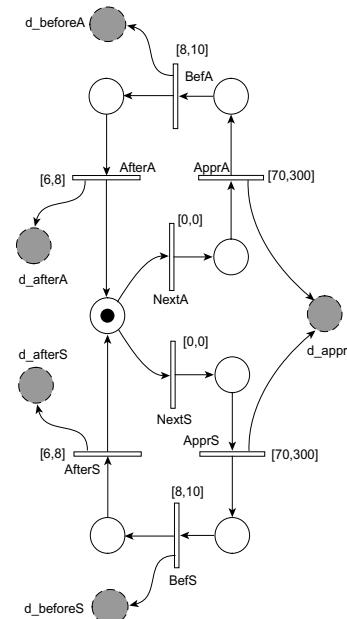 d_beforeA
[8,10]
BefA
AfterA
ApprA
[6,8]
[70,300]
[0,0]
d_afterA
NextA
[0,0]
d_afterS
d_appr
NextS
ApprS
[6,8]
[70,300]
AfterS
[8,10]
BefS
d_beforeS